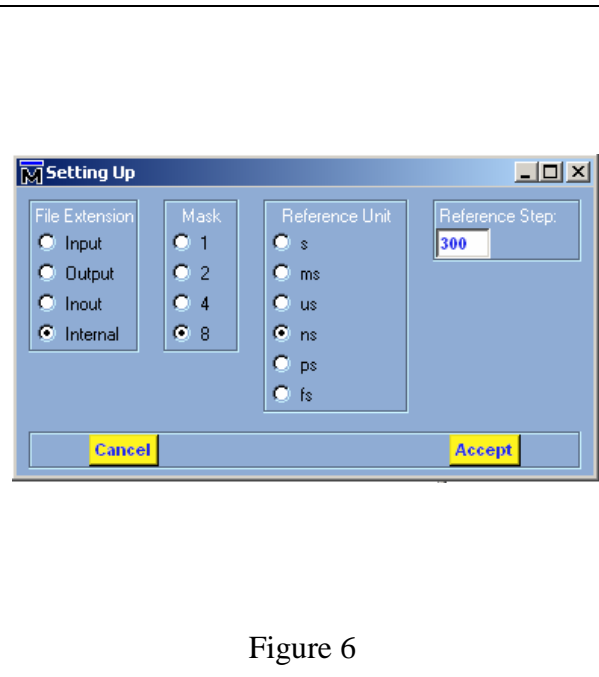 Setting Up
File Extension
Input
Output
Inout
Internal
Mask
1
2
4
8
Reference Unit
s
ms
us
ns
ps
fs
Reference Step:
300
Cancel
Accept
Figure 6